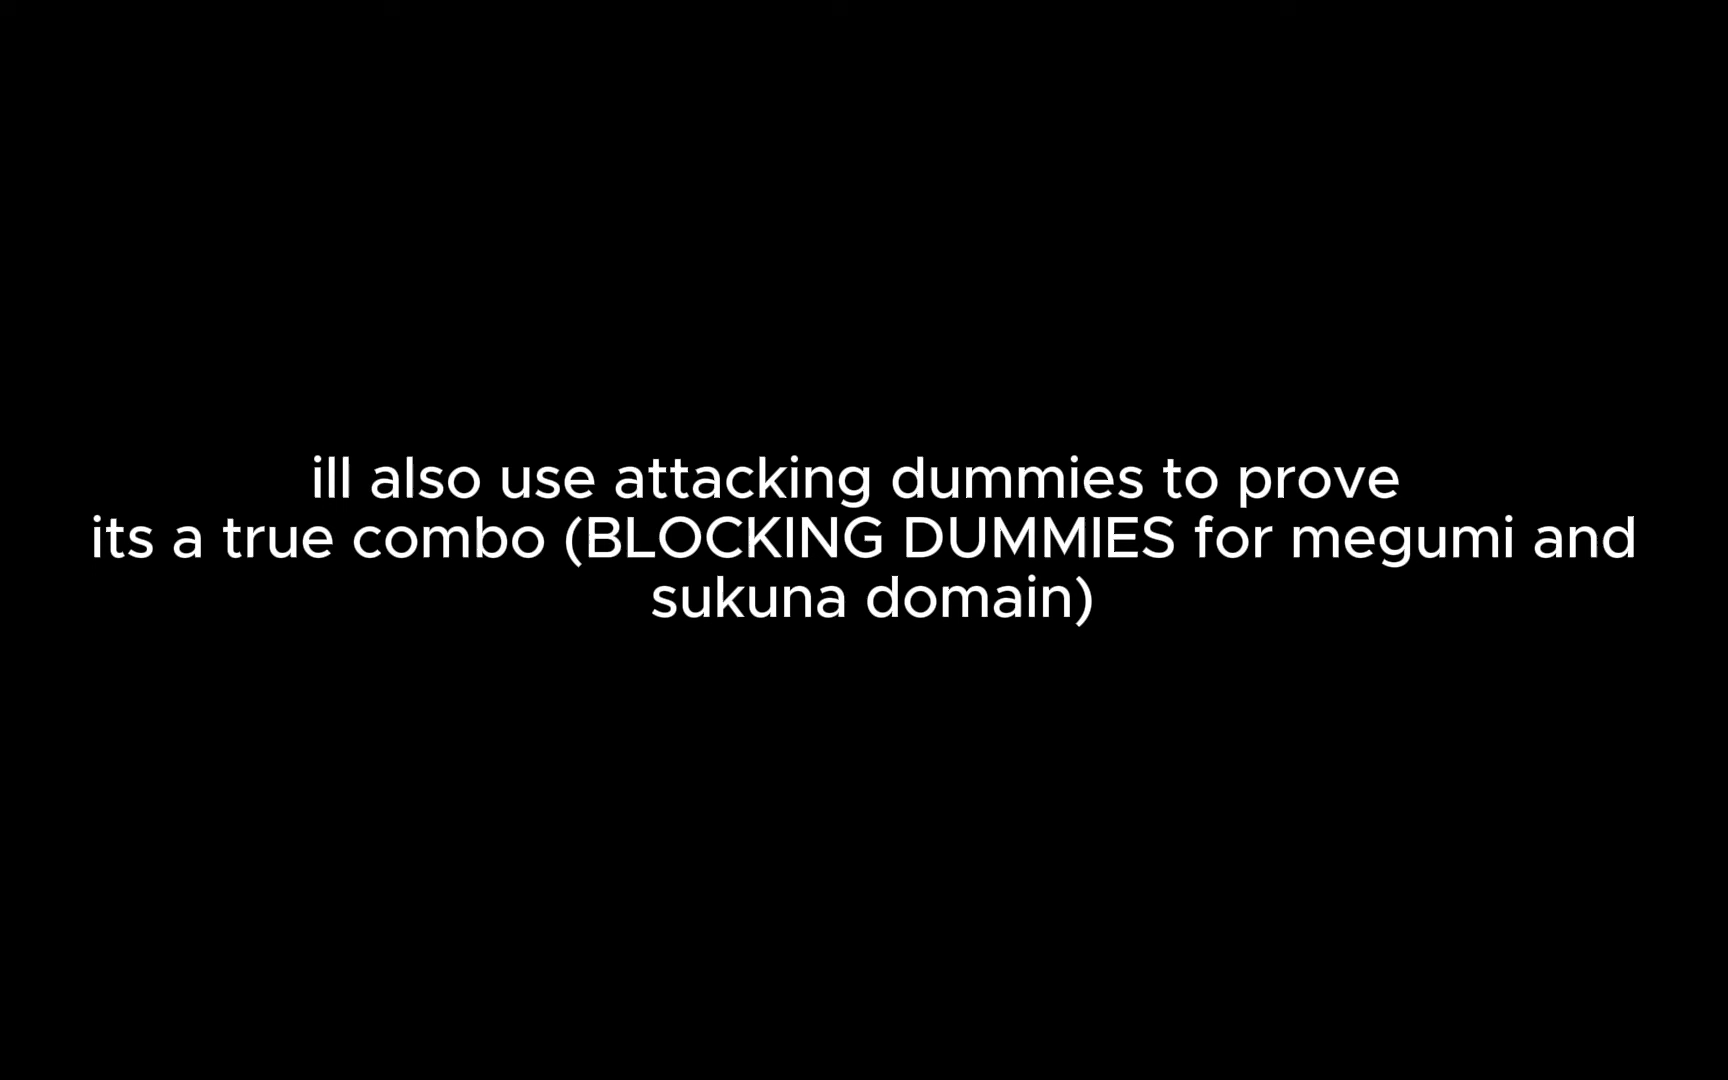 ill also use attacking dummies to prove
its a true combo (BLOCKING DUMMIES for megumi and
sukuna domain)